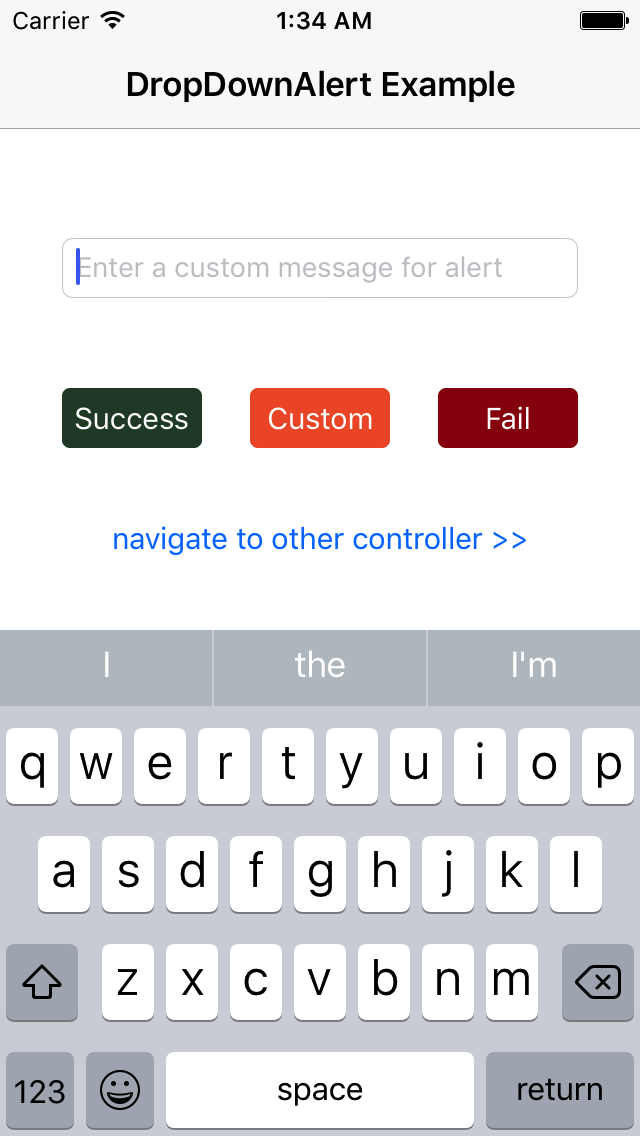 Carrier 1:34 AM
DropDownAlert Example
Enter a custom message for alert
Success Custom Fail
navigate to other controller >>
I the I'm
q w e r t y u i o p
a s d f g h j k l
z x c v b n m
123 space return